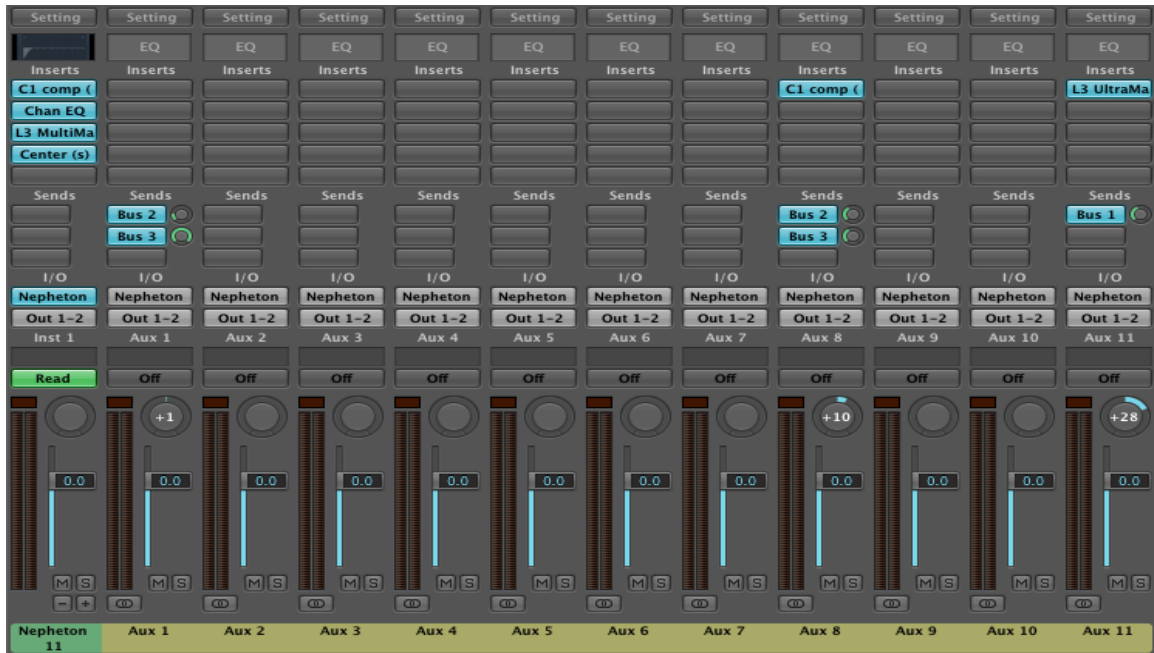 Setting Setting Setting Setting Setting Setting Setting Setting Setting Setting Setting Setting
EQ EQ EQ EQ EQ EQ EQ EQ EQ EQ EQ
Inserts Inserts Inserts Inserts Inserts Inserts Inserts Inserts Inserts Inserts Inserts Inserts
C1 comp ( C1 comp ( L3 UltraMa
Chan EQ
L3 MultiMa
Center (s)
Sends Sends Sends Sends Sends Sends Sends Sends Sends Sends Sends Sends
Bus 2 Bus 2 Bus 1
Bus 3 Bus 3
I/O I/O I/O I/O I/O I/O I/O I/O I/O I/O I/O I/O
Nepheton Nepheton Nepheton Nepheton Nepheton Nepheton Nepheton Nepheton Nepheton Nepheton Nepheton Nepheton
Out 1-2 Out 1-2 Out 1-2 Out 1-2 Out 1-2 Out 1-2 Out 1-2 Out 1-2 Out 1-2 Out 1-2 Out 1-2 Out 1-2
Inst 1 Aux 1 Aux 2 Aux 3 Aux 4 Aux 5 Aux 6 Aux 7 Aux 8 Aux 9 Aux 10 Aux 11
Read Off Off Off Off Off Off Off Off Off Off Off
+1 +10 +28
0.0 0.0 0.0 0.0 0.0 0.0 0.0 0.0 0.0 0.0 0.0 0.0
M S M S M S M S M S M S M S M S M S M S M S M S
- +
Nepheton Aux 1 Aux 2 Aux 3 Aux 4 Aux 5 Aux 6 Aux 7 Aux 8 Aux 9 Aux 10 Aux 11
11